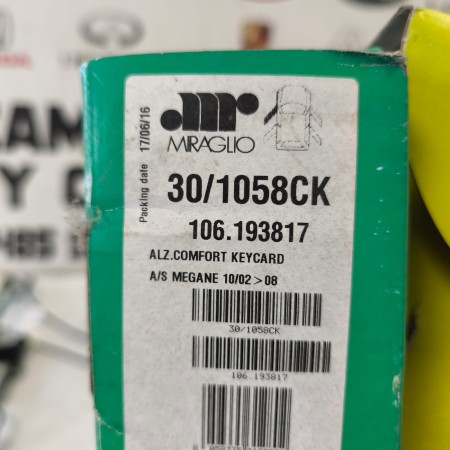 MIRAGLIO
Packing date 17/06/16
30/1058CK
106.193817
ALZ.COMFORT KEYCARD
A/S MEGANE 10/02 > 08
30/1058CK
106 193817